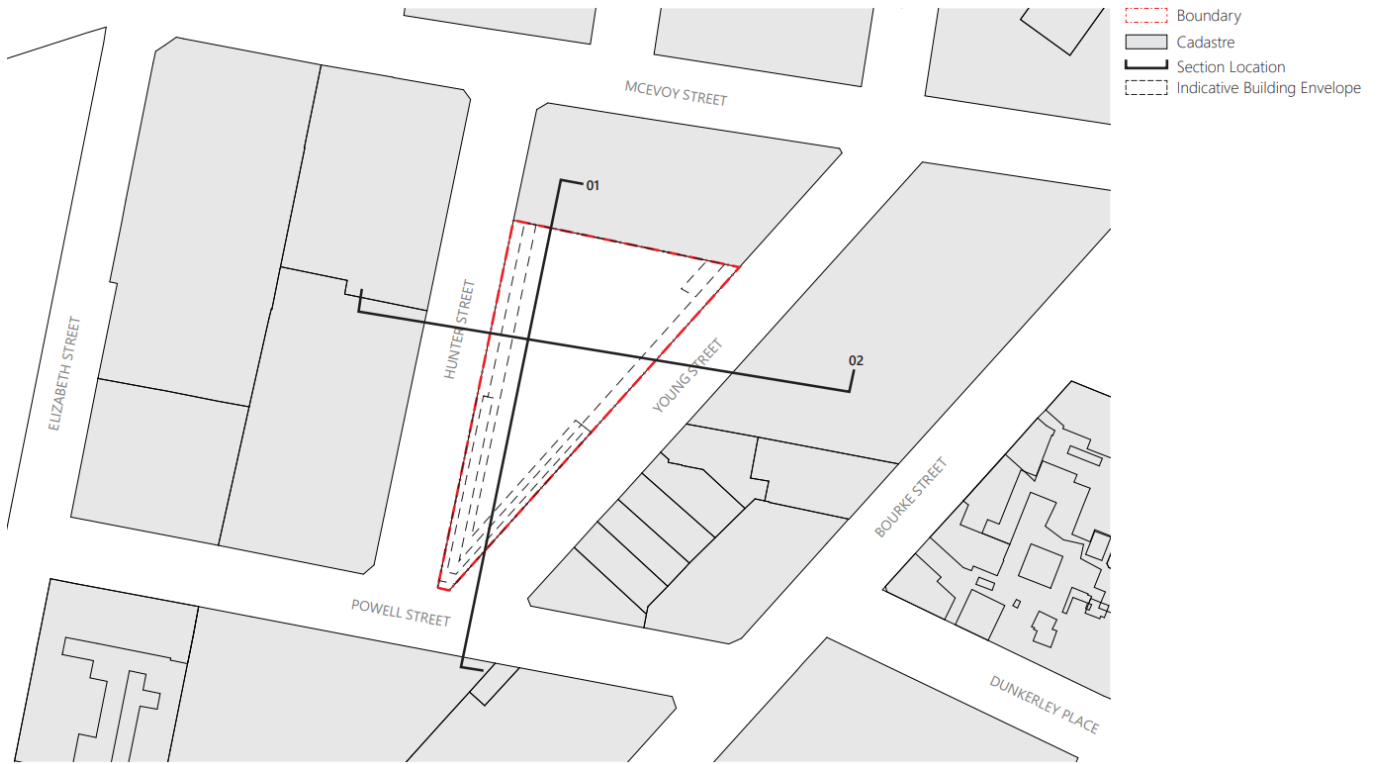 Boundary
Cadastre
Section Location
Indicative Building Envelope
MCEVOY STREET
01
HUNTER STREET
ELIZABETH STREET
02
YOUNG STREET
BOURKE STREET
POWELL STREET
DUNKERLEY PLACE